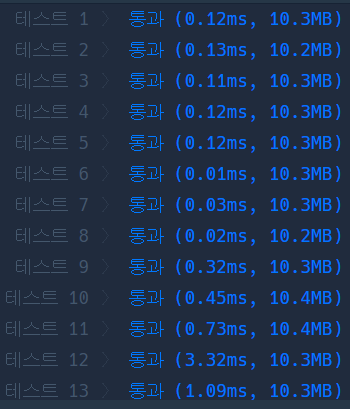 테스트 1 〉 통과 (0.12ms, 10.3MB)
테스트 2 〉 통과 (0.13ms, 10.2MB)
테스트 3 〉 통과 (0.11ms, 10.3MB)
테스트 4 〉 통과 (0.12ms, 10.3MB)
테스트 5 〉 통과 (0.12ms, 10.3MB)
테스트 6 〉 통과 (0.01ms, 10.3MB)
테스트 7 〉 통과 (0.03ms, 10.3MB)
테스트 8 〉 통과 (0.02ms, 10.3MB)
테스트 9 〉 통과 (0.32ms, 10.3MB)
테스트 10 〉 통과 (0.45ms, 10.4MB)
테스트 11 〉 통과 (0.73ms, 10.4MB)
테스트 12 〉 통과 (3.32ms, 10.3MB)
테스트 13 〉 통과 (1.09ms, 10.3MB)